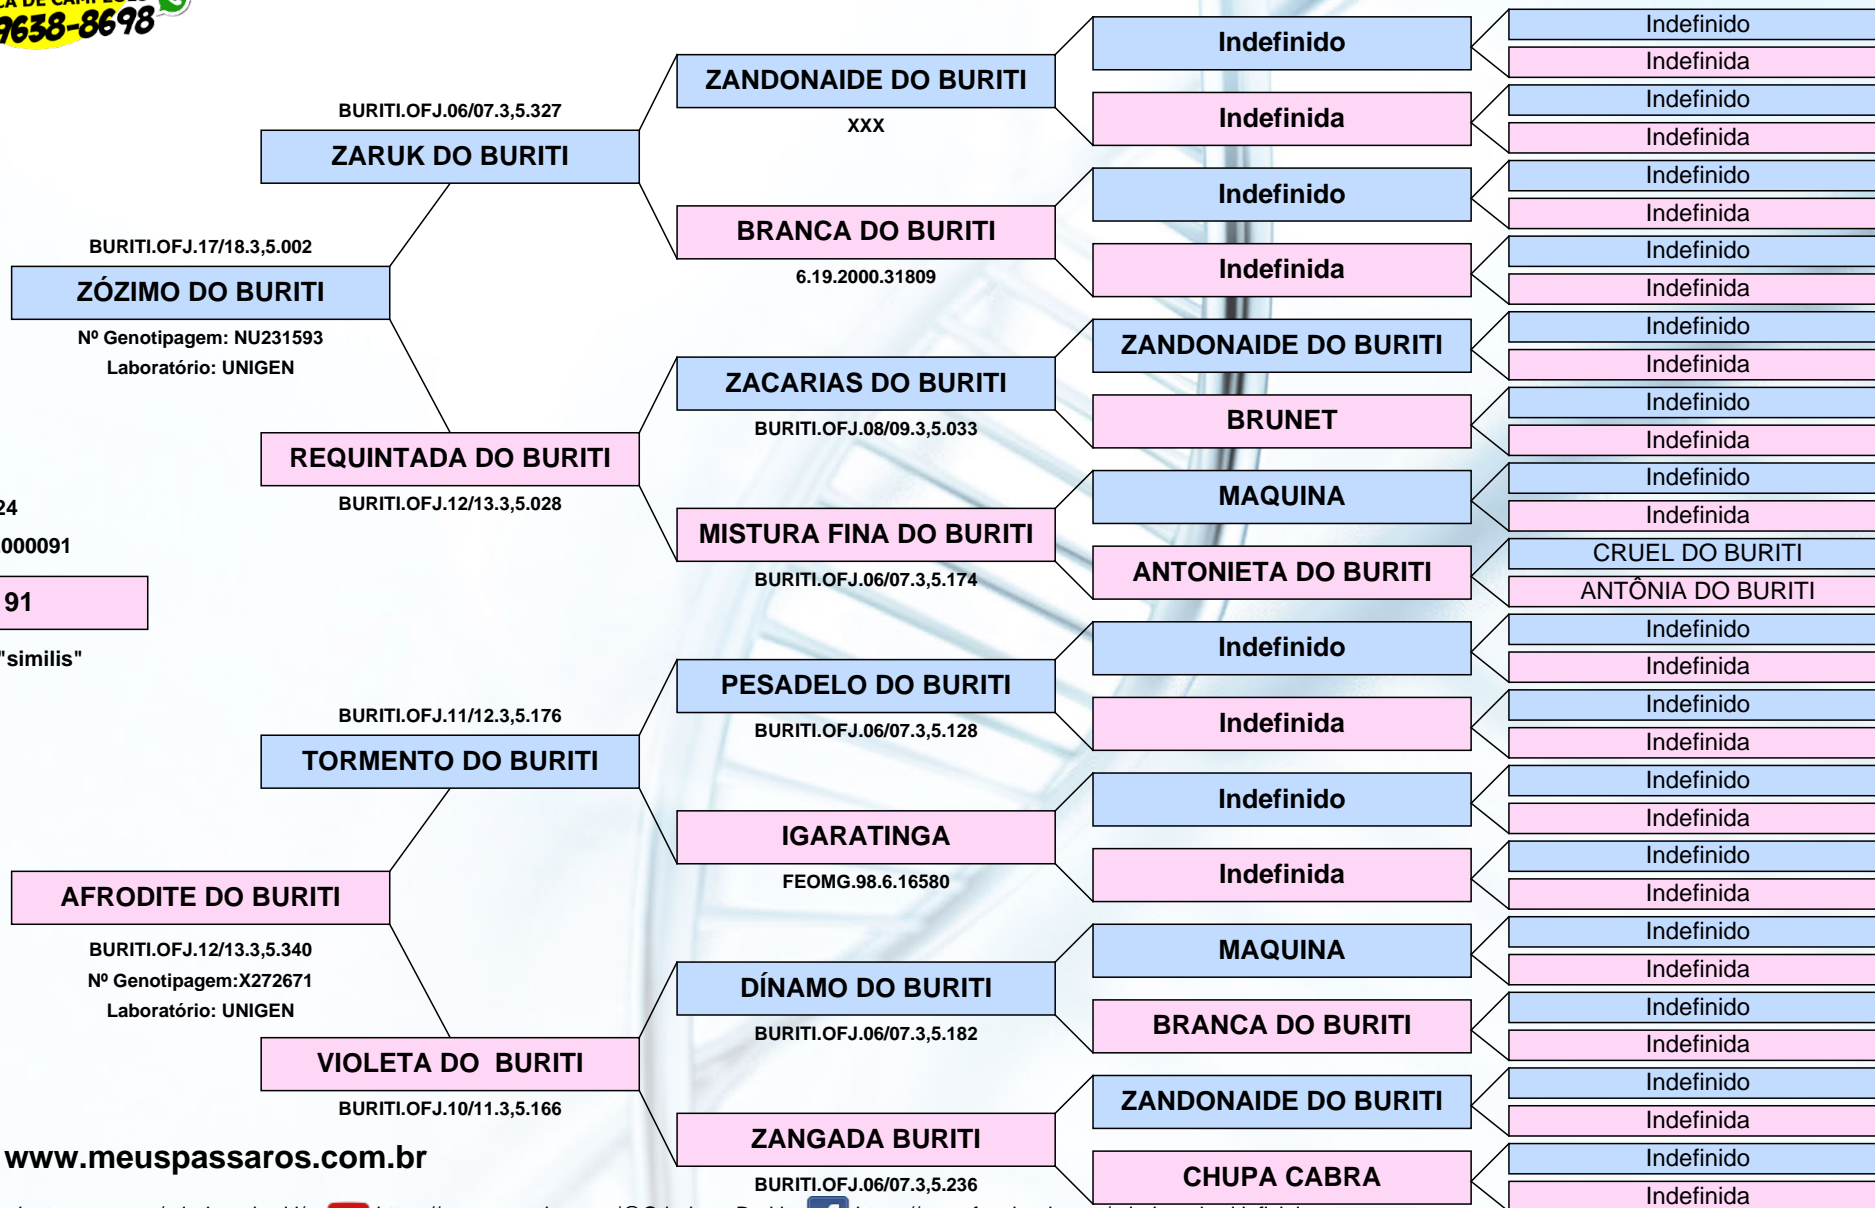 9638-8698
BURITI.OFJ.06/07.3,5.327
ZARUK DO BURITI
BURITI.OFJ.17/18.3,5.002
ZÓZIMO DO BURITI
Nº Genotipagem: NU231593
Laboratório: UNIGEN
REQUINTADA DO BURITI
BURITI.OFJ.12/13.3,5.028
24
000091
91
"similis"
BURITI.OFJ.11/12.3,5.176
TORMENTO DO BURITI
AFRODITE DO BURITI
BURITI.OFJ.12/13.3,5.340
Nº Genotipagem:X272671
Laboratório: UNIGEN
VIOLETA DO  BURITI
BURITI.OFJ.10/11.3,5.166
ZANDONAIDE DO BURITI
XXX
BRANCA DO BURITI
6.19.2000.31809
ZACARIAS DO BURITI
BURITI.OFJ.08/09.3,5.033
MISTURA FINA DO BURITI
BURITI.OFJ.06/07.3,5.174
PESADELO DO BURITI
BURITI.OFJ.06/07.3,5.128
IGARATINGA
FEOMG.98.6.16580
DÍNAMO DO BURITI
BURITI.OFJ.06/07.3,5.182
ZANGADA BURITI
BURITI.OFJ.06/07.3,5.236
Indefinido
Indefinida
Indefinido
Indefinida
ZANDONAIDE DO BURITI
BRUNET
MAQUINA
ANTONIETA DO BURITI
Indefinido
Indefinida
Indefinido
Indefinida
MAQUINA
BRANCA DO BURITI
ZANDONAIDE DO BURITI
CHUPA CABRA
Indefinido
Indefinida
Indefinido
Indefinida
Indefinido
Indefinida
Indefinido
Indefinida
Indefinido
Indefinida
Indefinido
Indefinida
Indefinido
Indefinida
CRUEL DO BURITI
ANTÔNIA DO BURITI
Indefinido
Indefinida
Indefinido
Indefinida
Indefinido
Indefinida
Indefinido
Indefinida
Indefinido
Indefinida
Indefinido
Indefinida
Indefinido
Indefinida
Indefinido
Indefinida
www.meuspassaros.com.br